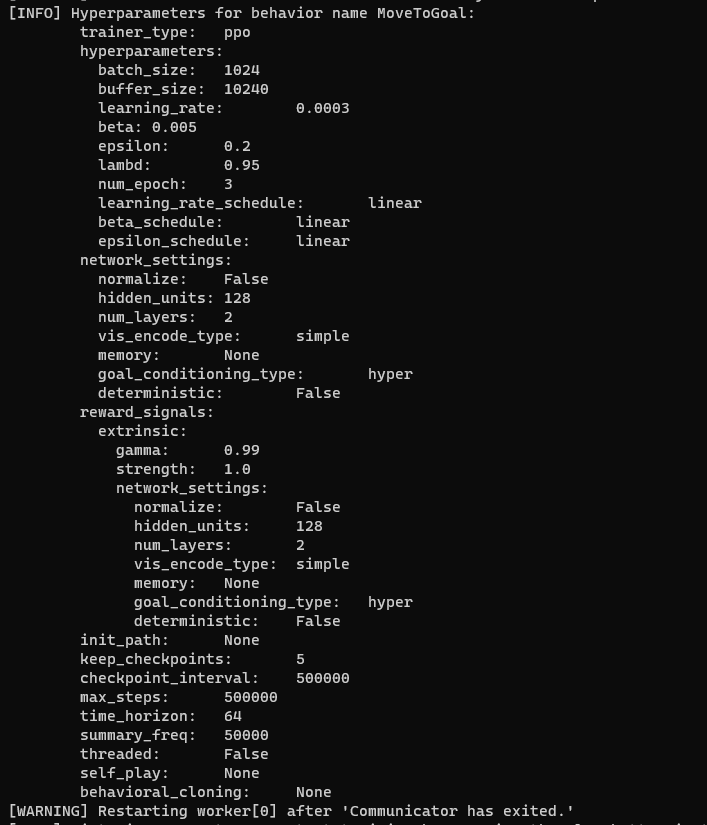 [INFO] Hyperparameters for behavior name MoveToGoal:
trainer_type: ppo
hyperparameters:
batch_size: 1024
buffer_size: 10240
learning_rate: 0.0003
beta: 0.005
epsilon: 0.2
lambd: 0.95
num_epoch: 3
learning_rate_schedule: linear
beta_schedule: linear
epsilon_schedule: linear
network_settings:
normalize: False
hidden_units: 128
num_layers: 2
vis_encode_type: simple
memory: None
goal_conditioning_type: hyper
deterministic: False
reward_signals:
extrinsic:
gamma: 0.99
strength: 1.0
network_settings:
normalize: False
hidden_units: 128
num_layers: 2
vis_encode_type: simple
memory: None
goal_conditioning_type: hyper
deterministic: False
init_path: None
keep_checkpoints: 5
checkpoint_interval: 500000
max_steps: 500000
time_horizon: 64
summary_freq: 50000
threaded: False
self_play: None
behavioral_cloning: None
[WARNING] Restarting worker[0] after 'Communicator has exited.'